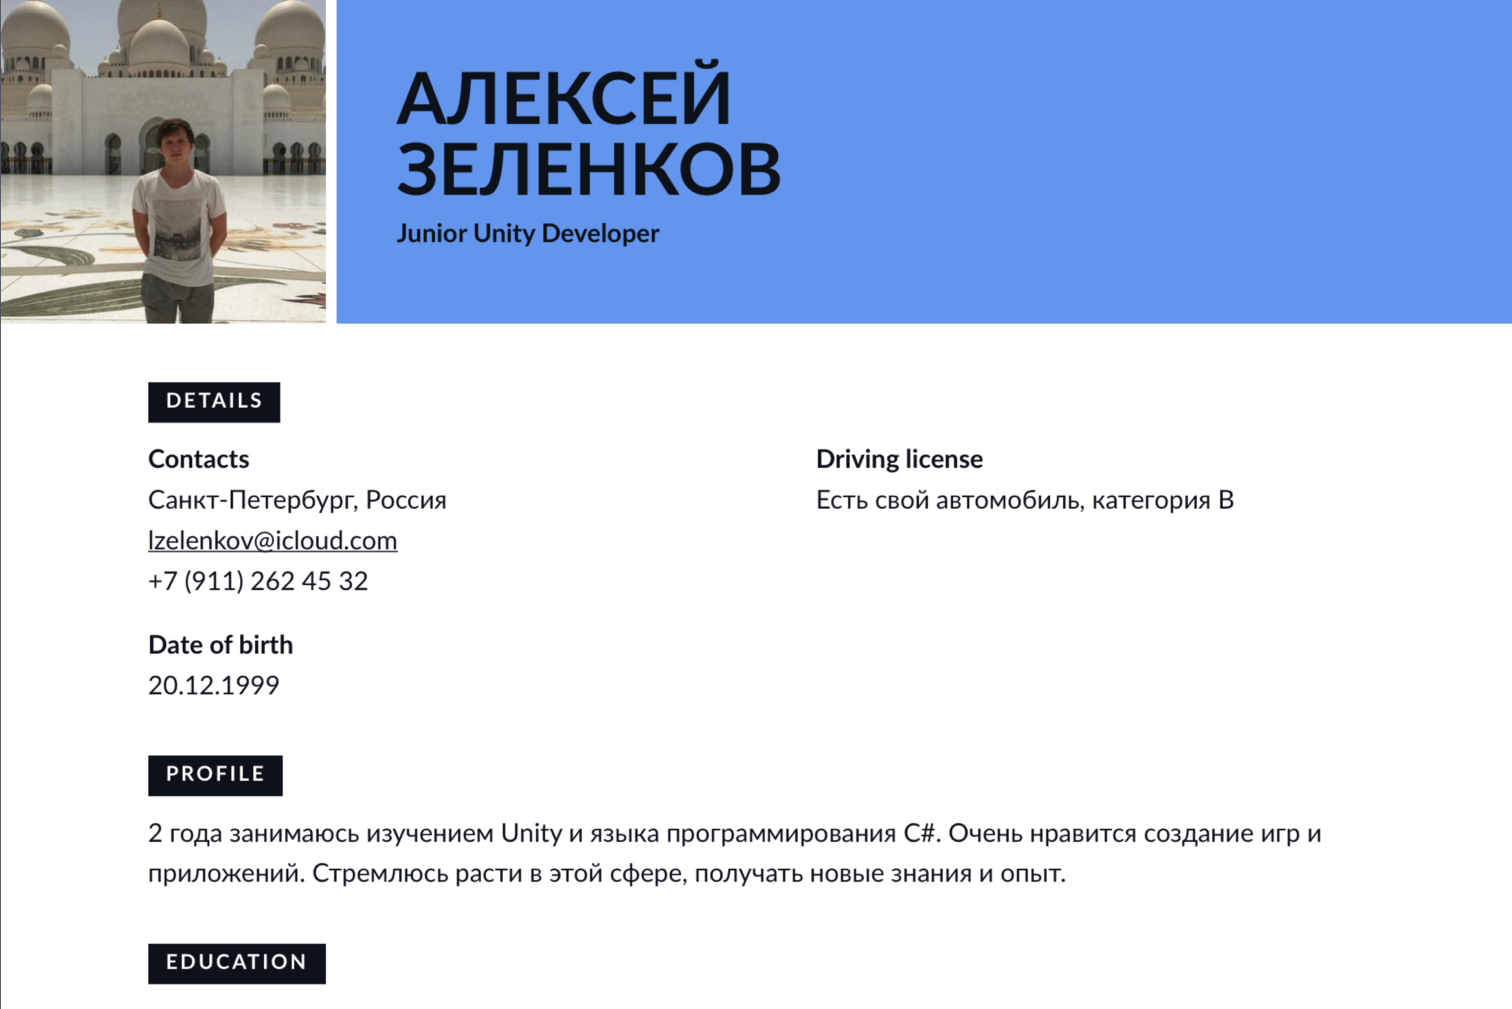 АЛЕКСЕЙ
ЗЕЛЕНКОВ
Junior Unity Developer
DETAILS
Contacts
Санкт-Петербург, Россия
lzelenkov@icloud.com
+7 (911) 262 45 32
Date of birth
20.12.1999
Driving license
Есть свой автомобиль, категория B
PROFILE
2 года занимаюсь изучением Unity и языка программирования C#. Очень нравится создание игр и
приложений. Стремлюсь расти в этой сфере, получать новые знания и опыт.
EDUCATION